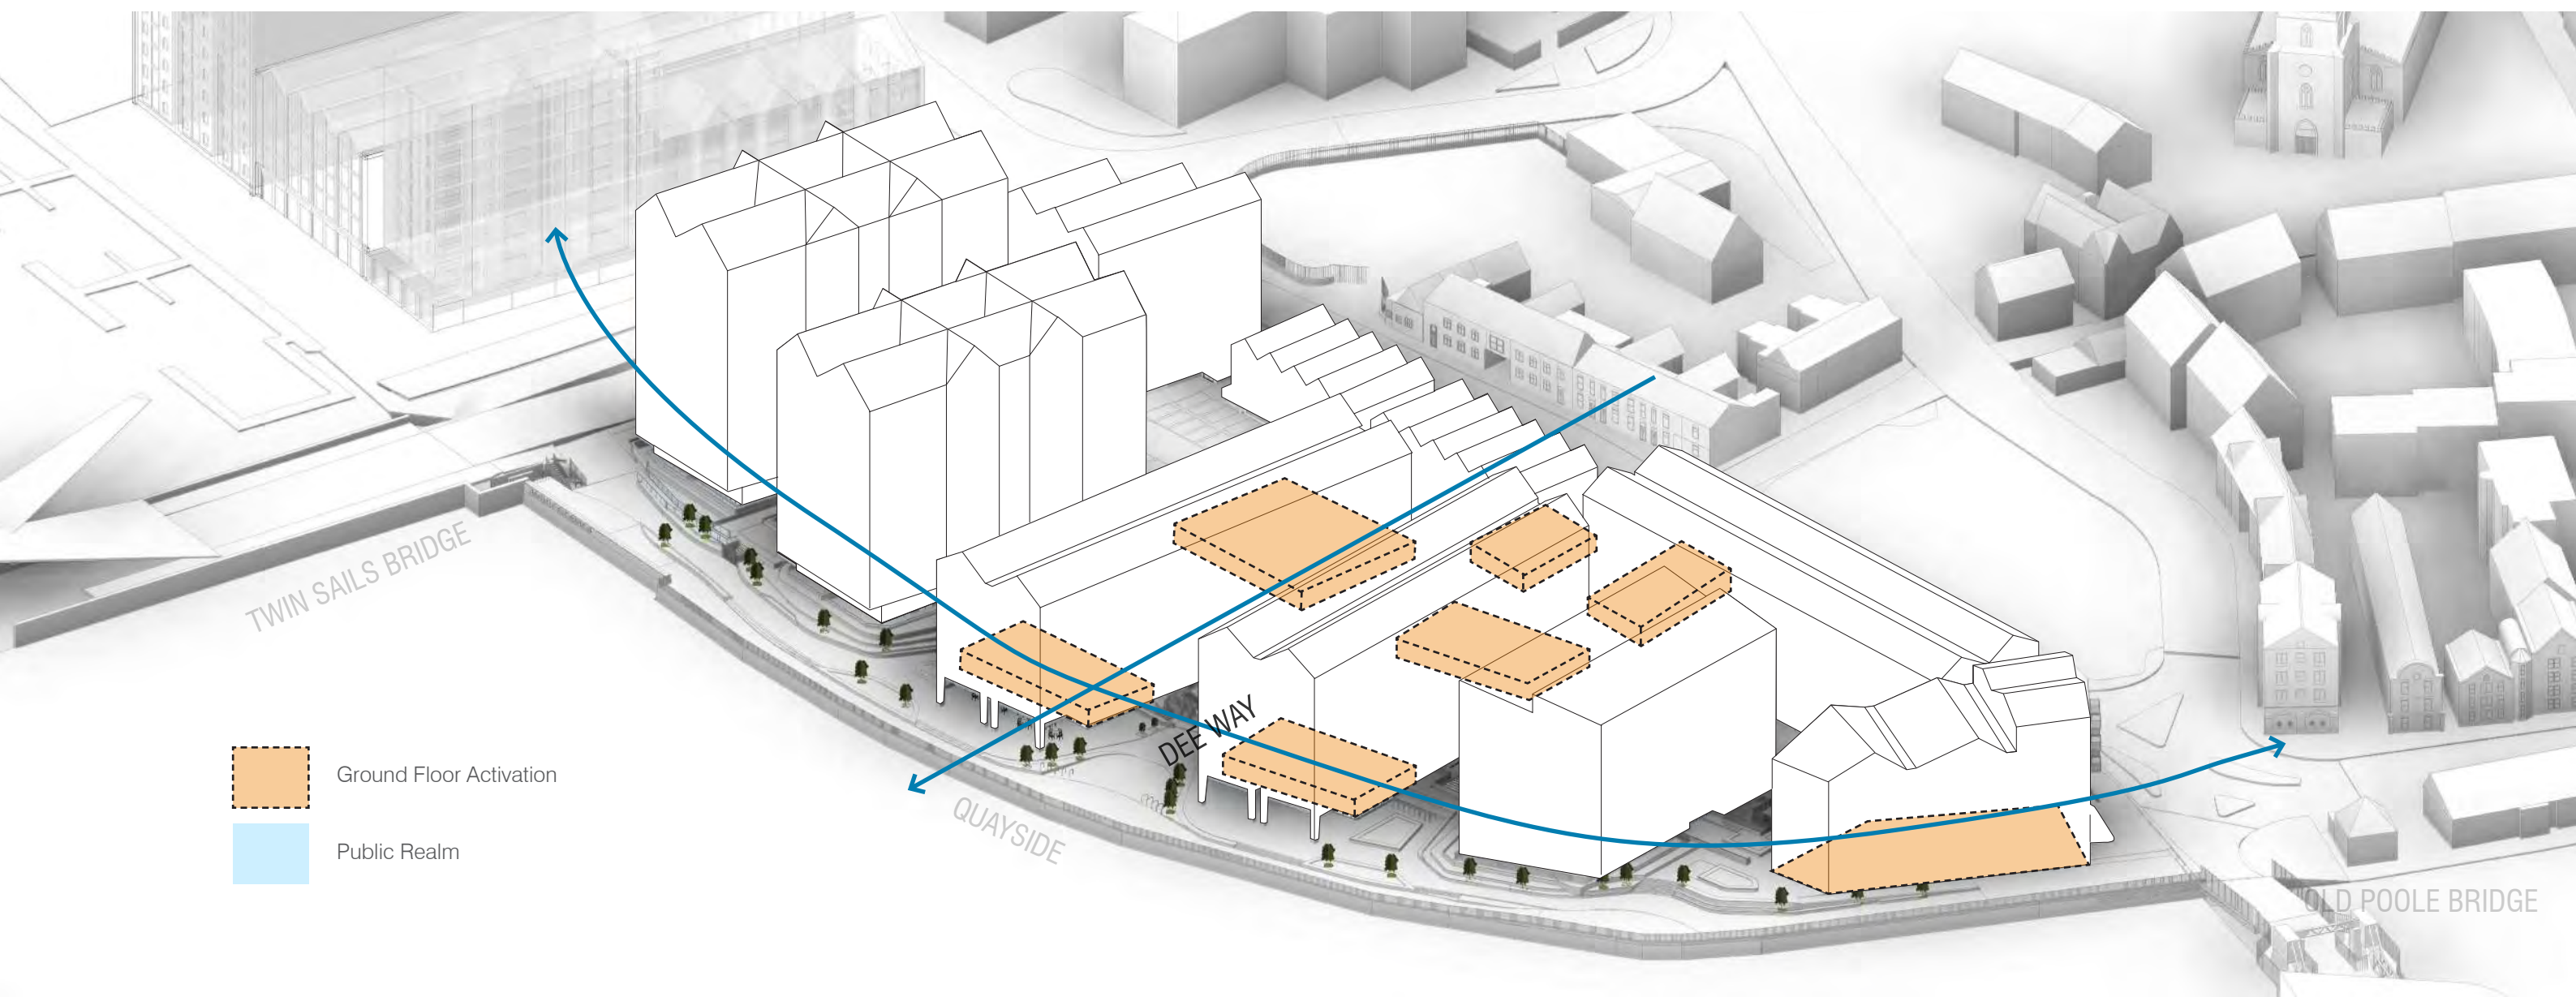 TWIN SAILS BRIDGE
DEE WAY
QUAYSIDE
Ground Floor Activation
Public Realm
OLD POOLE BRIDGE